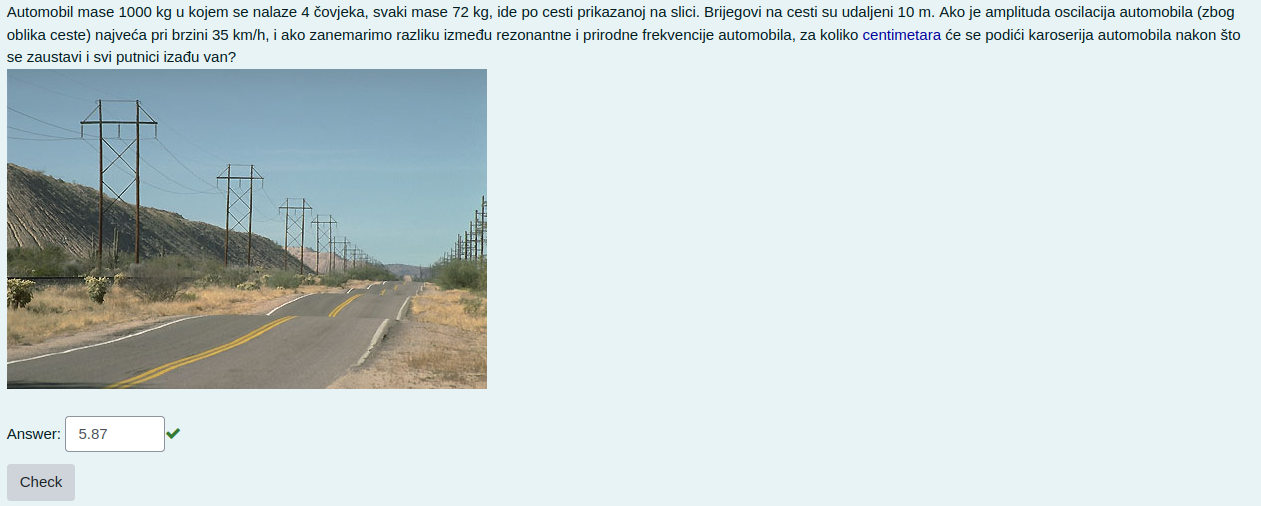 Automobil mase 1000 kg u kojem se nalaze 4 čovjeka, svaki mase 72 kg, ide po cesti prikazanoj na slici. Brijegovi na cesti su udaljeni 10 m. Ako je amplituda oscilacija automobila (zbog
oblika ceste) najveća pri brzini 35 km/h, i ako zanemarimo razliku između rezonantne i prirodne frekvencije automobila, za koliko centimetara će se podići karoserija automobila nakon što
se zaustavi i svi putnici izađu van?
Answer: 5.87
Check